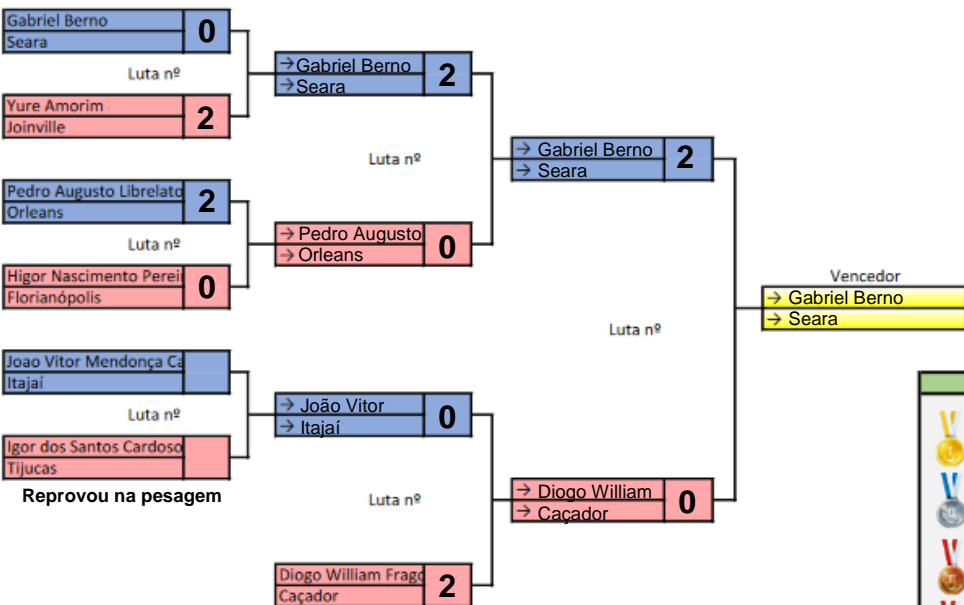 Gabriel Berno
Seara
0
Luta nº
Yure Amorim
Joinville
2
Pedro Augusto Librelato
Orleans
2
Luta nº
Higor Nascimento Perei
Florianópolis
0
Joao Vitor Mendonça Ca
Itajaí
Luta nº
Igor dos Santos Cardoso
Tijucas
Reprovou na pesagem
→Gabriel Berno
→Seara
2
Luta nº
→ Pedro Augusto
→ Orleans
0
→ João Vitor
→ Itajaí
0
Luta nº
Diogo William Frago
Caçador
2
→ Gabriel Berno
→ Seara
2
Luta nº
→ Diogo William
→ Caçador
0
Vencedor
→ Gabriel Berno
→ Seara